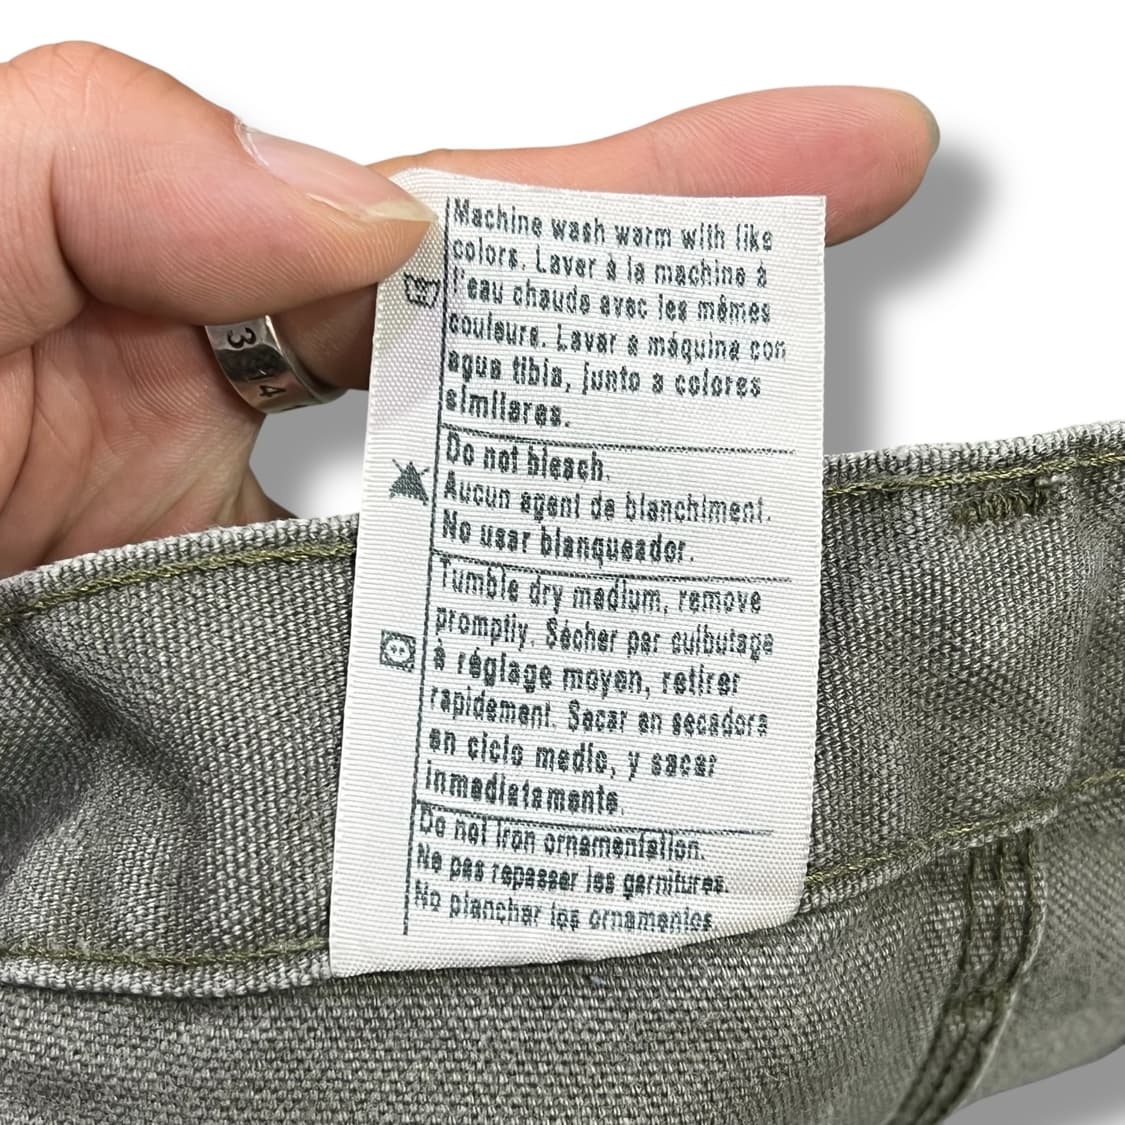 Machine wash warm with like
colors. Laver à la machine à
l'eau chaude avec les mêmes
couleurs. Lavar a máquina con
agua tibia, junto a colores
similares.
Do not bleach.
Aucun agent de blanchiment.
No usar blanqueador.
Tumble dry medium, remove
promptly. Sécher par culbutage
à réglage moyen, retirer
rapidement. Secar en secadora
en ciclo medio, y sacar
inmediatamente.
Do not iron ornamentation.
Ne pas repasser les garnitures.
No planchar los ornamentos
3 14